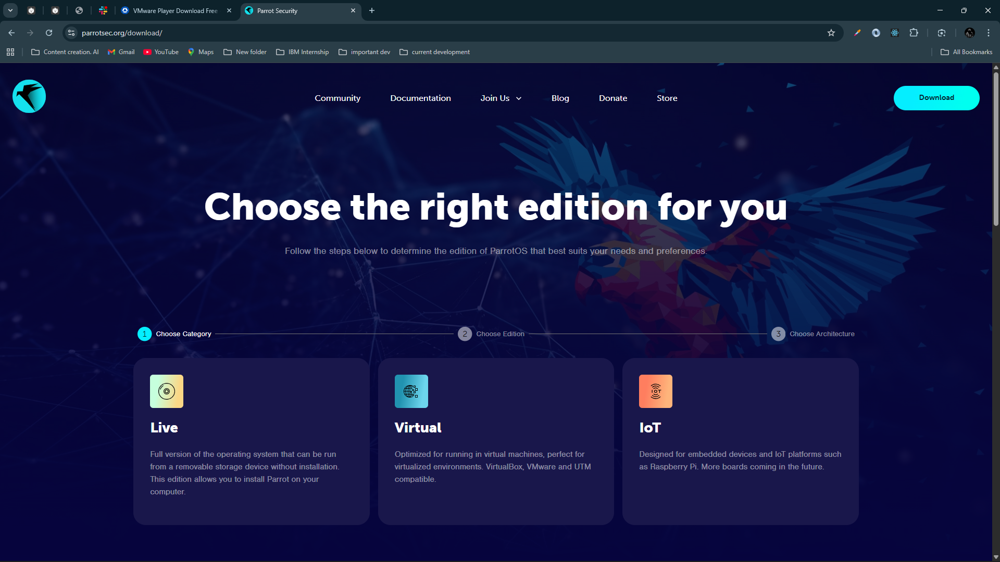 VMware Player Download Free
Parrot Security
parrotsec.org/download/
Content creation. AI
Gmail
YouTube
Maps
New folder
IBM Internship
important dev
current development
All Bookmarks
Community
Documentation
Join Us
Blog
Donate
Store
Download
Choose the right edition for you
Follow the steps below to determine the edition of ParrotOS that best suits your needs and preferences.
1 Choose Category
2 Choose Edition
3 Choose Architecture
Live
Full version of the operating system that can be run
from a removable storage device without installation.
This edition allows you to install Parrot on your
computer.
Virtual
Optimized for running in virtual machines, perfect for
virtualized environments. VirtualBox, VMware and UTM
compatible.
IOT
IoT
Designed for embedded devices and IoT platforms such
as Raspberry Pi. More boards coming in the future.